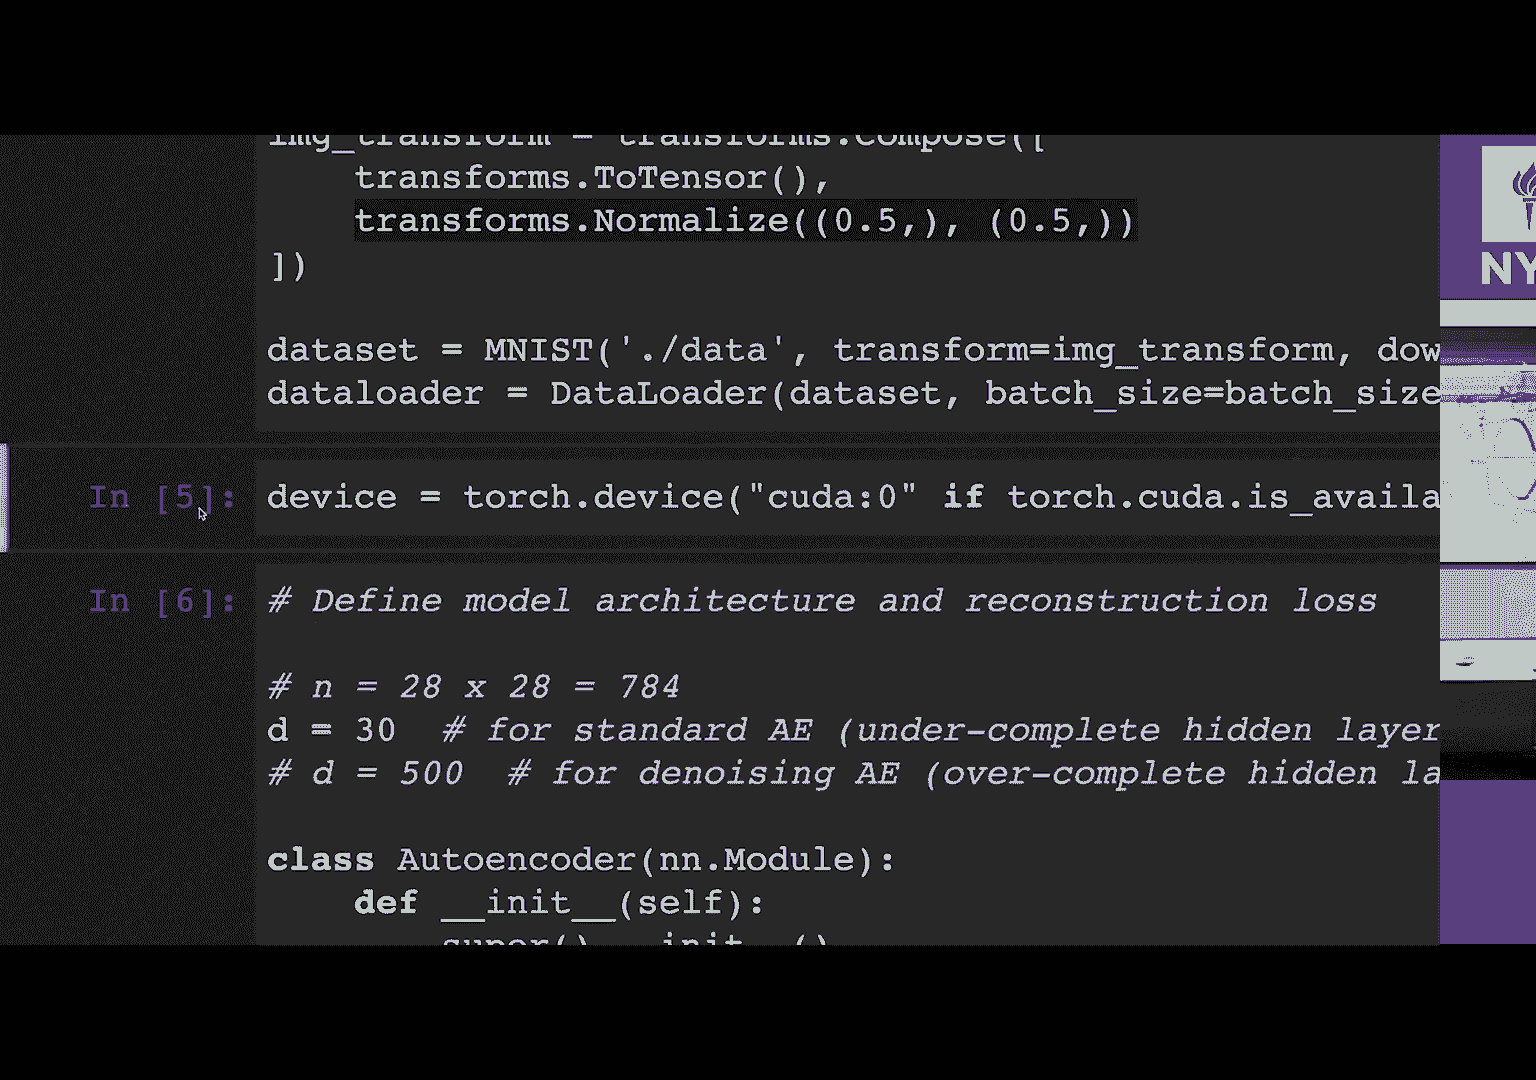 img_transform = transforms.Compose([
    transforms.ToTensor(),
    transforms.Normalize((0.5,), (0.5,))
])
dataset = MNIST('./data', transform=img_transform, dow
dataloader = DataLoader(dataset, batch_size=batch_size
In [5]: device = torch.device("cuda:0" if torch.cuda.is_availa
In [6]: # Define model architecture and reconstruction loss
# n = 28 x 28 = 784
d = 30  # for standard AE (under-complete hidden layer
# d = 500  # for denoising AE (over-complete hidden la
class Autoencoder(nn.Module):
    def __init__(self):
        super().__init__()
NY